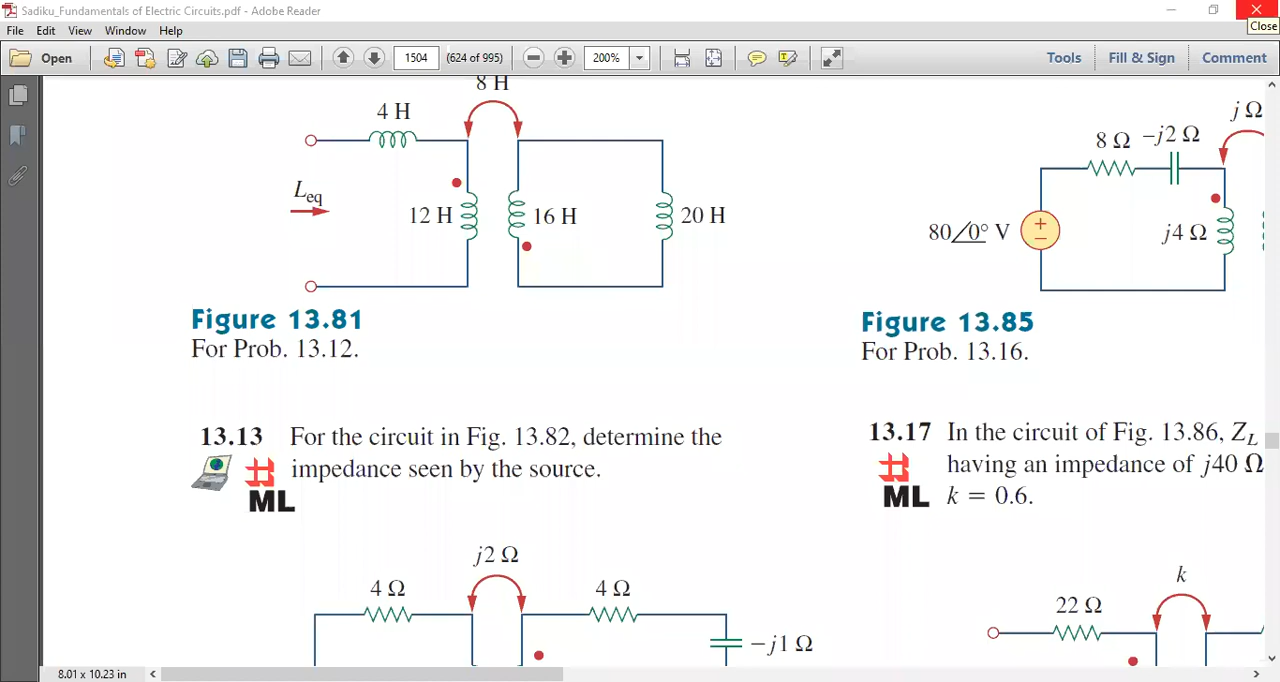 Sadiku_Fundamentals of Electric Circuits.pdf - Adobe Reader
Close
File Edit View Window Help
Open
1504
(624 of 995)
200%
Tools
Fill & Sign
Comment
8 H
4 H
Leq
12 H
16 H
20 H
Figure 13.81
For Prob. 13.12.
j Ω
8 Ω
−j2 Ω
80∠0° V
+
−
j4 Ω
Figure 13.85
For Prob. 13.16.
13.13 For the circuit in Fig. 13.82, determine the
impedance seen by the source.
ML
13.17 In the circuit of Fig. 13.86, ZL
having an impedance of j40 Ω
k = 0.6.
ML
j2 Ω
4 Ω
4 Ω
−j1 Ω
k
22 Ω
8.01 x 10.23 in